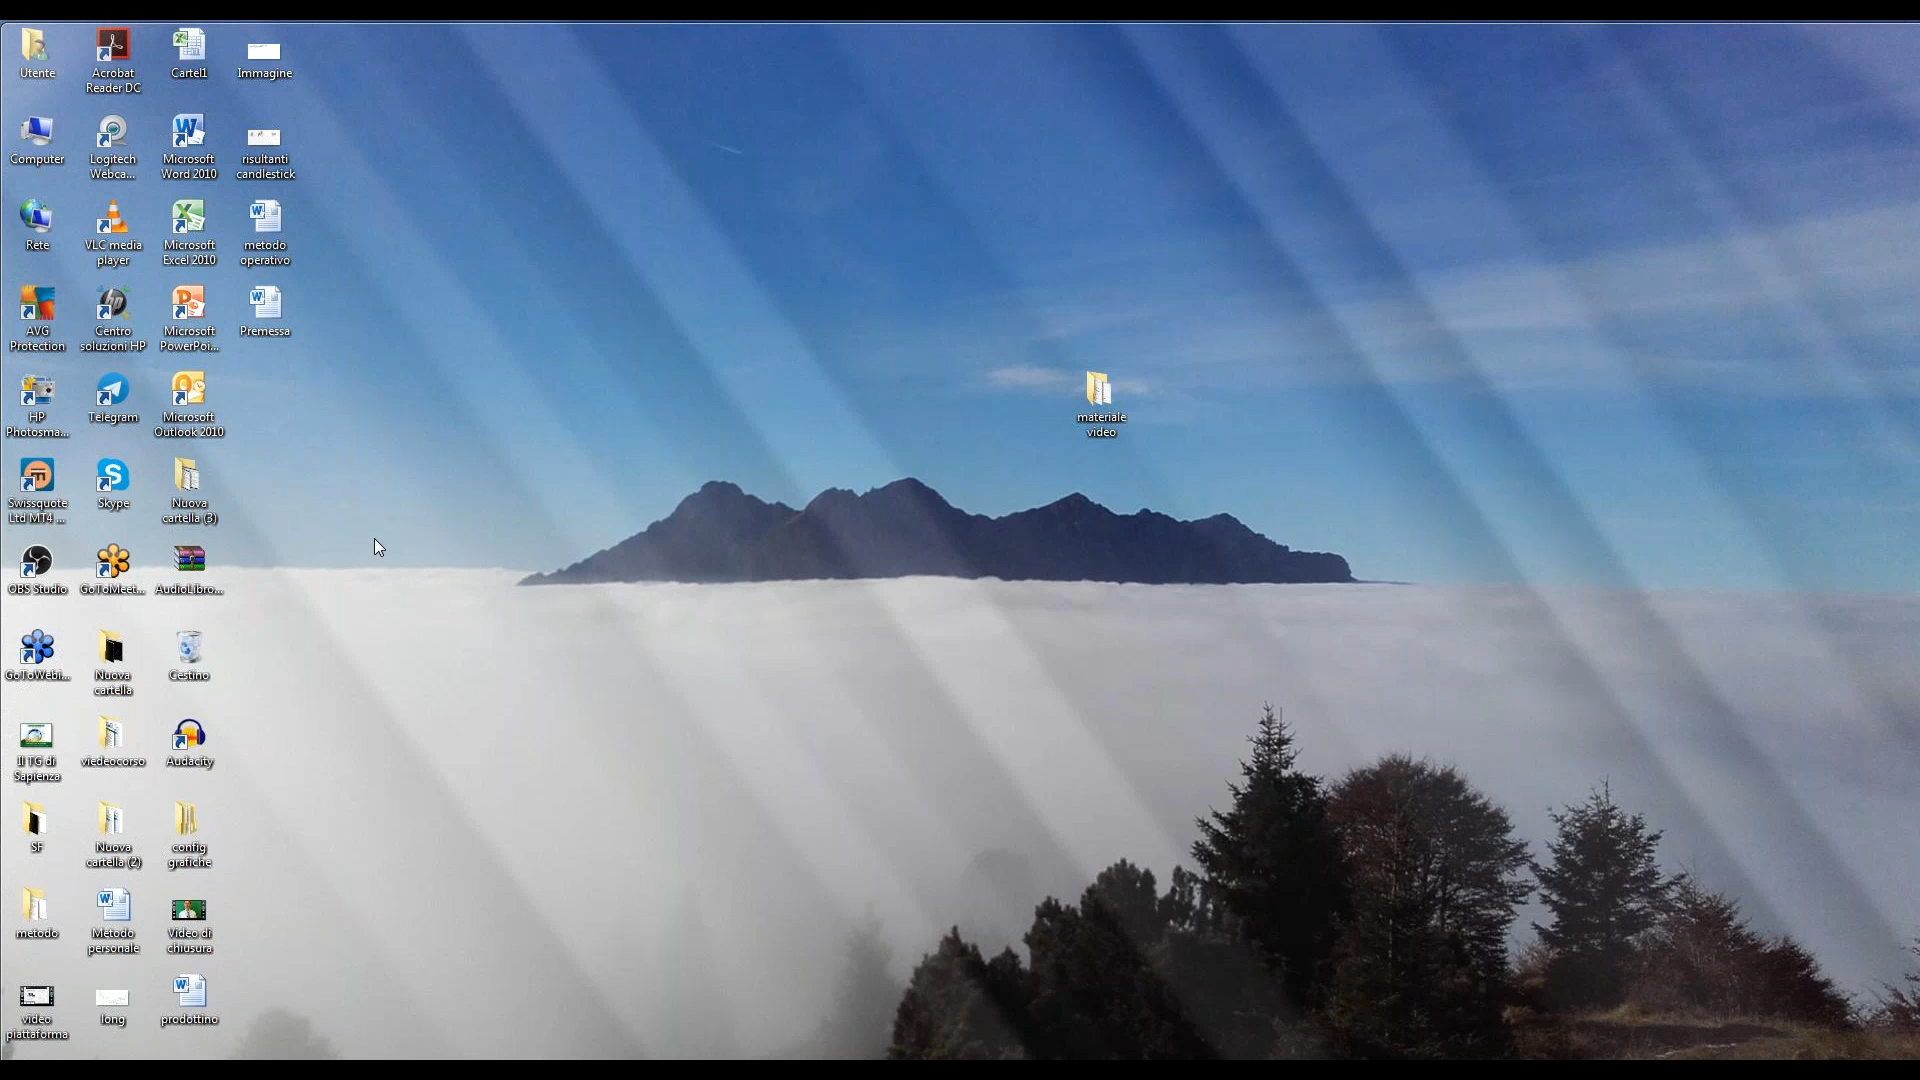 Utente
Acrobat
Reader DC
Cartel1
Immagine
Computer
Logitech
Webca...
Microsoft
Word 2010
risultanti
candlestick
Rete
VLC media
player
Microsoft
Excel 2010
metodo
operativo
AVG
Protection
Centro
soluzioni HP
Microsoft
PowerPoi...
Premessa
HP
Photosma...
Telegram
Microsoft
Outlook 2010
materiale
video
Swissquote
Ltd MT4 ...
Skype
Nuova
cartella (3)
OBS Studio
GoToMeet...
AudioLibro...
GoToWebi...
Nuova
cartella
Cestino
Il TG di
Sapienza
viedeocorso
Audacity
SF
Nuova
cartella (2)
config
grafiche
metodo
Metodo
personale
Video di
chiusura
video
piattaforma
long
prodottino